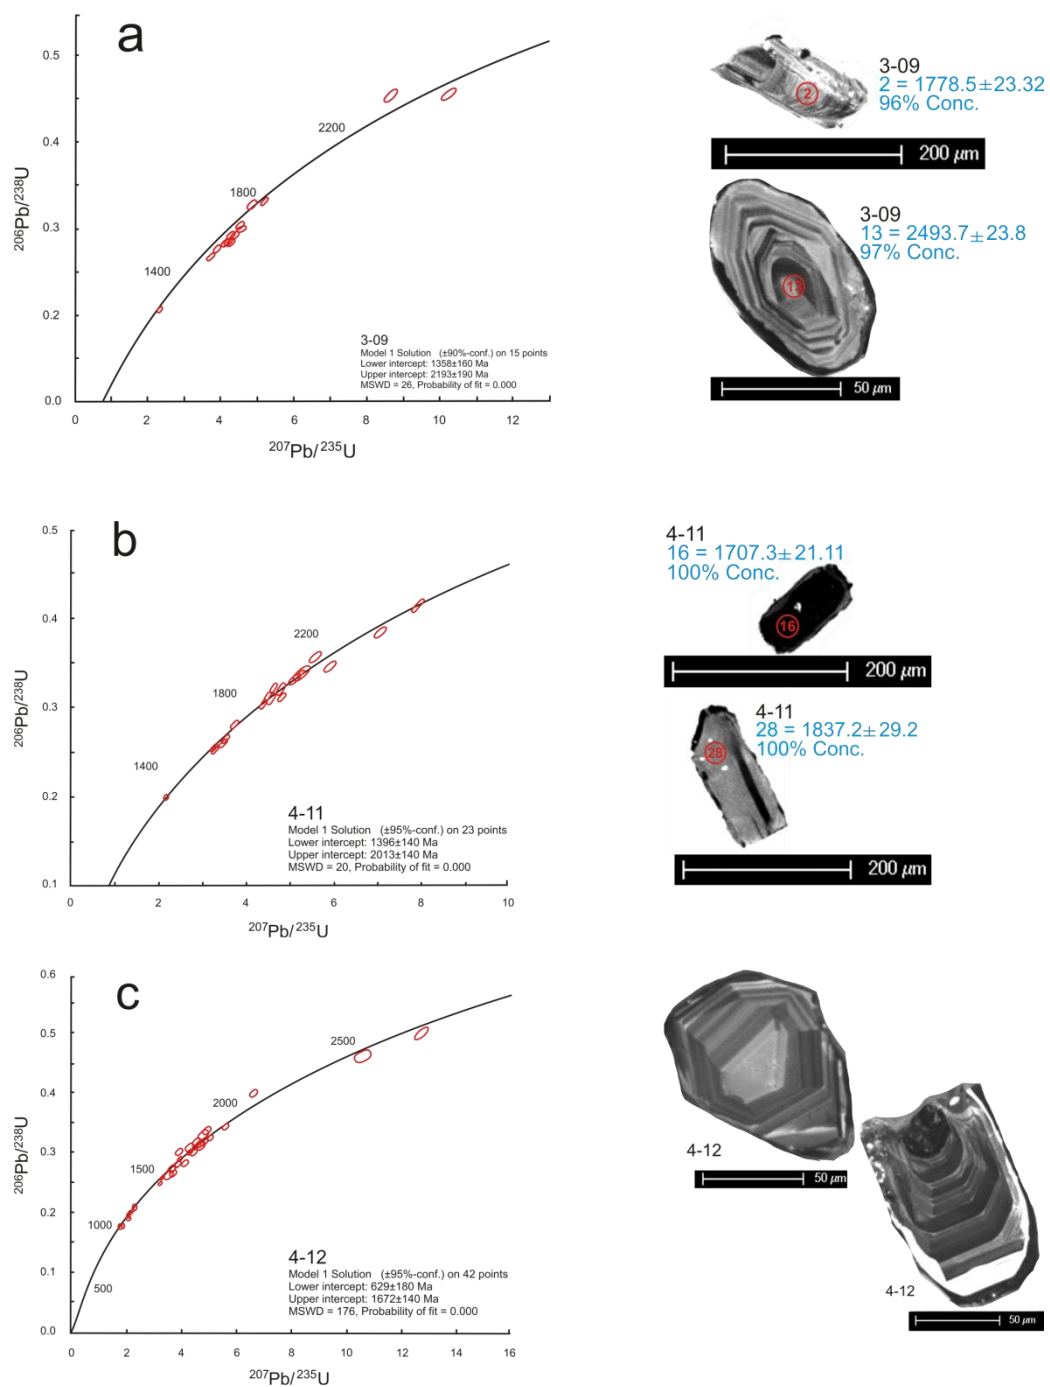 a
0.5
0.4
0.3
0.2
0.0
2200
1800
1400
206Pb/238U
0
2
4
6
8
10
12
207Pb/235U
3-09
Model 1 Solution (±90%-conf.) on 15 points
Lower intercept: 1358±160 Ma
Upper intercept: 2193±190 Ma
MSWD = 26, Probability of fit = 0.000
2
3-09
2 = 1778.5±23.32
96% Conc.
200 µm
3-09
13 = 2493.7±23.8
97% Conc.
13
50 µm
b
0.5
0.4
0.3
0.2
0.1
2200
1800
1400
206Pb/238U
0
2
4
6
8
10
207Pb/235U
4-11
Model 1 Solution (±95%-conf.) on 23 points
Lower intercept: 1396±140 Ma
Upper intercept: 2013±140 Ma
MSWD = 20, Probability of fit = 0.000
4-11
16 = 1707.3±21.11
100% Conc.
16
200 µm
4-11
28 = 1837.2±29.2
100% Conc.
28
200 µm
c
0.6
0.5
0.4
0.3
0.2
0.1
0.0
2500
2000
1500
1000
500
206Pb/238U
0
2
4
6
8
10
12
14
16
207Pb/235U
4-12
Model 1 Solution (±95%-conf.) on 42 points
Lower intercept: 629±180 Ma
Upper intercept: 1672±140 Ma
MSWD = 176, Probability of fit = 0.000
4-12
50 µm
4-12
50 µm